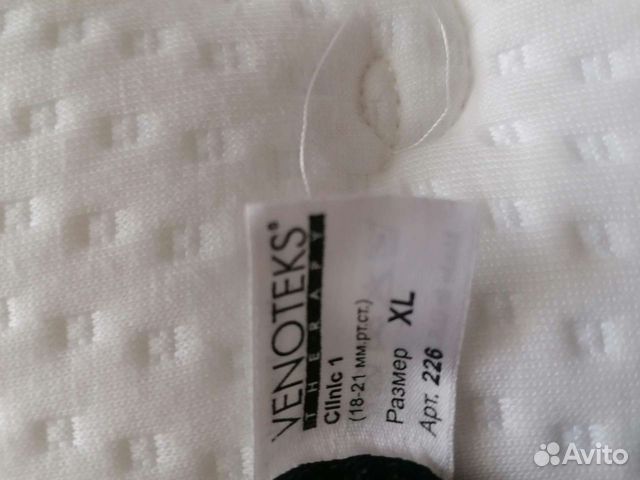 VENOTEKS®
THERAPY
Clinic 1
(18-21 мм.рт.ст.)
Размер XL
Арт. 226
Avito